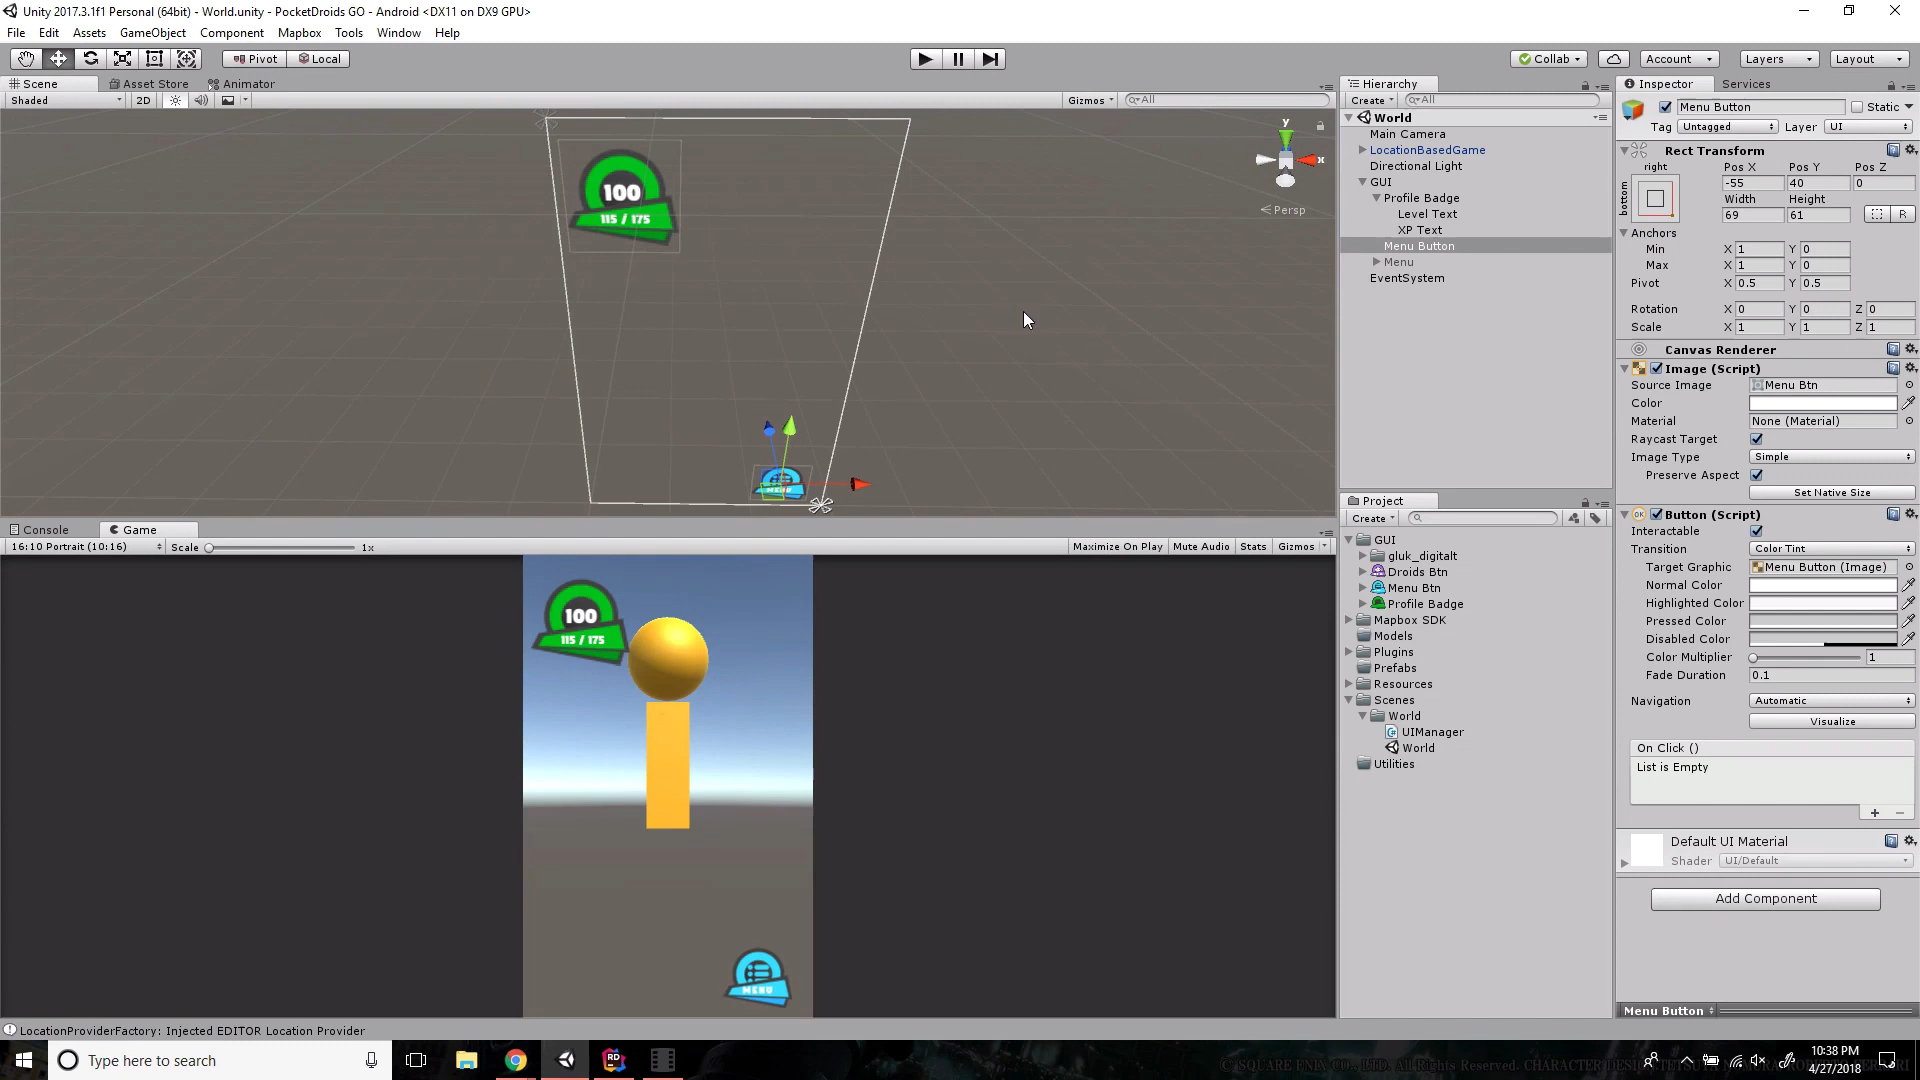 Unity 2017.3.1f1 Personal (64bit) - World.unity - PocketDroids GO - Android <DX11 on DX9 GPU>
File Edit Assets GameObject Component Mapbox Tools Window Help
Pivot Local Collab Account Layers Layout
Scene Asset Store Animator
Shaded 2D Gizmos All
y
x
Persp
100
115 / 175
MENU
Console Game
16:10 Portrait (10:16) Scale 1x Maximize On Play Mute Audio Stats Gizmos
100
115 / 175
MENU
Hierarchy
Create All
World
Main Camera
LocationBasedGame
Directional Light
GUI
Profile Badge
Level Text
XP Text
Menu Button
Menu
EventSystem
Project
Create
GUI
gluk_digitalt
Droids Btn
Menu Btn
Profile Badge
Mapbox SDK
Models
Plugins
Prefabs
Resources
Scenes
World
UIManager
World
Utilities
Inspector Services
Menu Button Static
Tag Untagged Layer UI
Rect Transform
right Pos X Pos Y Pos Z
bottom -55 40 0
Width Height
69 61 R
Anchors
Min X 1 Y 0
Max X 1 Y 0
Pivot X 0.5 Y 0.5
Rotation X 0 Y 0 Z 0
Scale X 1 Y 1 Z 1
Canvas Renderer
Image (Script)
Source Image Menu Btn
Color
Material None (Material)
Raycast Target
Image Type Simple
Preserve Aspect
Set Native Size
Button (Script)
Interactable
Transition Color Tint
Target Graphic Menu Button (Image)
Normal Color
Highlighted Color
Pressed Color
Disabled Color
Color Multiplier 1
Fade Duration 0.1
Navigation Automatic
Visualize
On Click ()
List is Empty
Default UI Material
Shader UI/Default
Add Component
Menu Button
LocationProviderFactory: Injected EDITOR Location Provider
Type here to search
RD
10:38 PM
4/27/2018